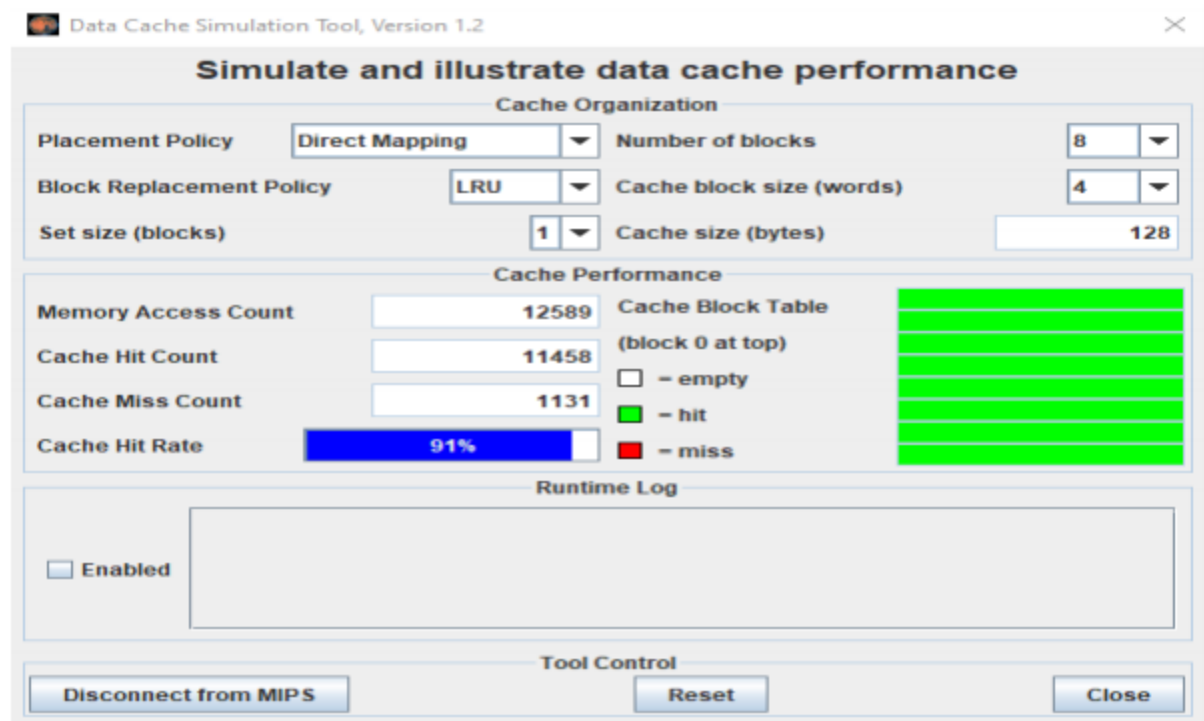 Data Cache Simulation Tool, Version 1.2
Simulate and illustrate data cache performance
Cache Organization
Placement Policy Direct Mapping Number of blocks 8
Block Replacement Policy LRU Cache block size (words) 4
Set size (blocks) 1 Cache size (bytes) 128
Cache Performance
Memory Access Count 12589 Cache Block Table
(block 0 at top)
Cache Hit Count 11458
= empty
Cache Miss Count 1131
= hit
Cache Hit Rate 91%
= miss
Runtime Log
Enabled
Tool Control
Disconnect from MIPS Reset Close